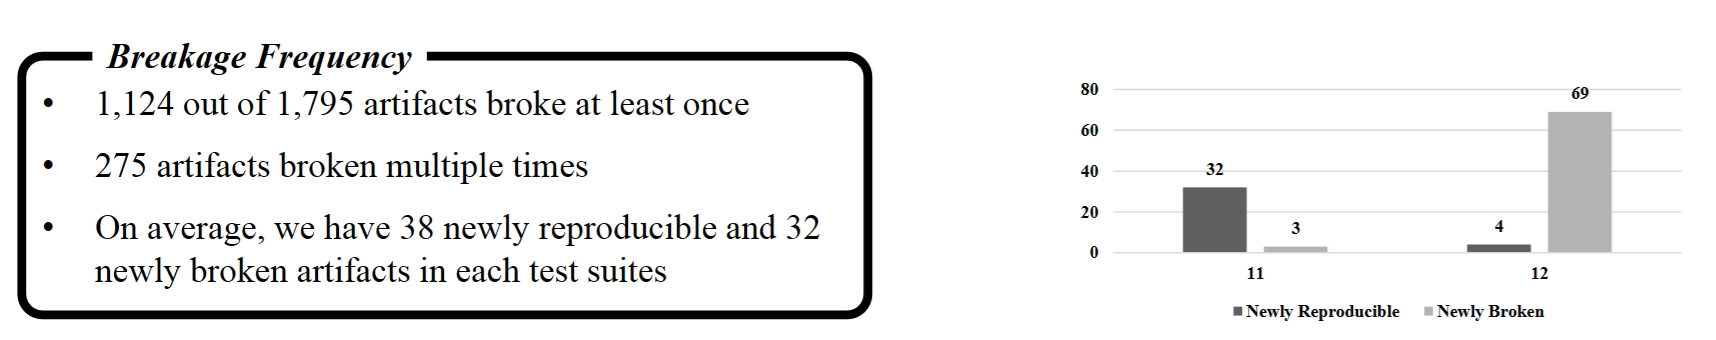 Breakage Frequency
• 1,124 out of 1,795 artifacts broke at least once
• 275 artifacts broken multiple times
• On average, we have 38 newly reproducible and 32
newly broken artifacts in each test suites
80
60
40
20
0
32
3
4
69
11
12
Newly Reproducible
Newly Broken